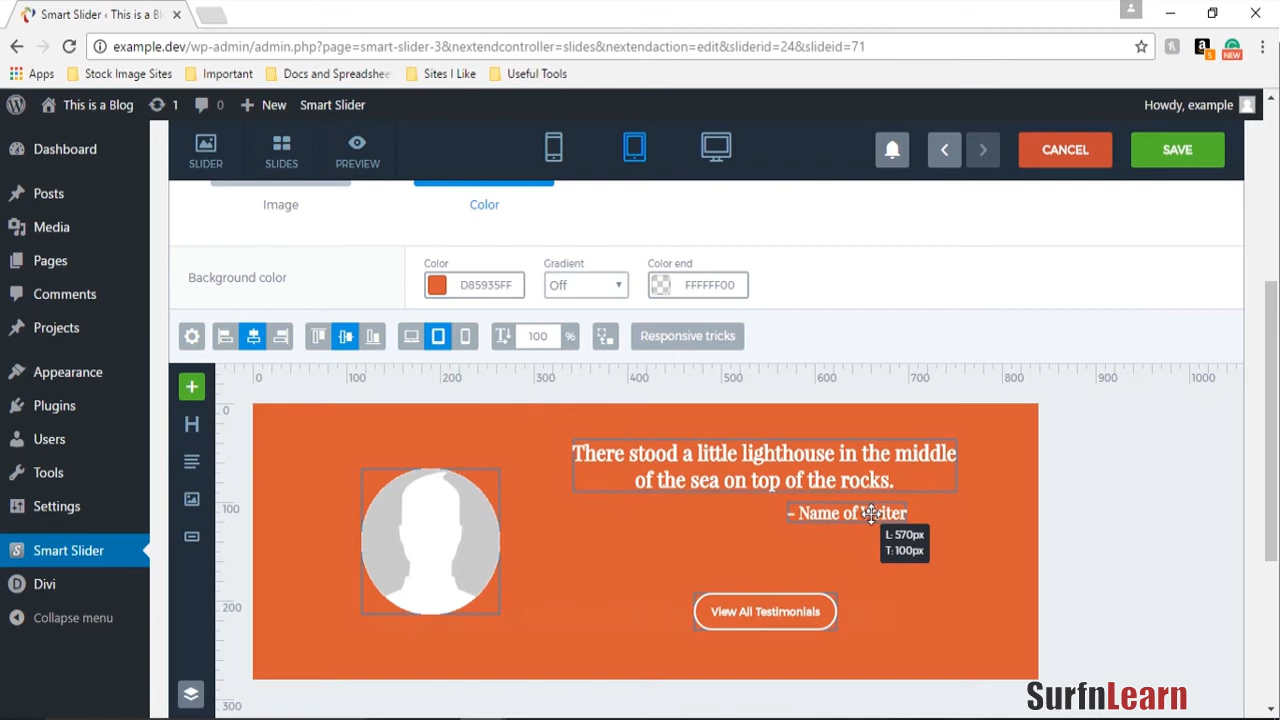 Smart Slider ‹ This is a Blo
example.dev/wp-admin/admin.php?page=smart-slider-3&nextendcontroller=slides&nextendaction=edit&sliderid=24&slideid=71
5
NEW
Apps Stock Image Sites Important Docs and Spreadshee Sites I Like Useful Tools
This is a Blog 1 0 New Smart Slider Howdy, example
Dashboard
Posts
Media
Pages
Comments
Projects
Appearance
Plugins
Users
Tools
Settings
Smart Slider
Divi
Collapse menu
SLIDER SLIDES PREVIEW CANCEL SAVE
Image Color
Background color
Color Gradient Color end
D85935FF Off FFFFFF00
100 % Responsive tricks
0 100 200 300 400 500 600 700 800 900 1000
0
100
200
300
There stood a little lighthouse in the middle
of the sea on top of the rocks.
- Name of Writer
L: 570px
T: 100px
View All Testimonials
SurfnLearn